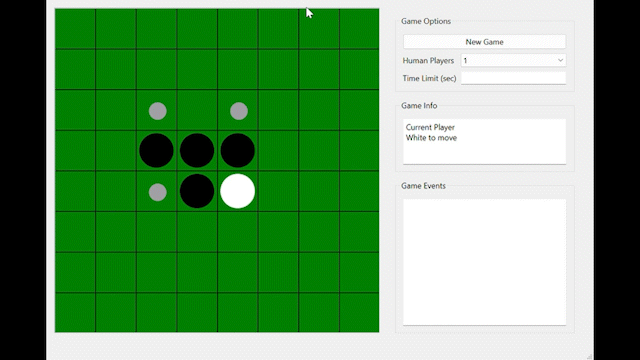 Game Options
New Game
Human Players 1
Time Limit (sec)
Game Info
Current Player
White to move
Game Events